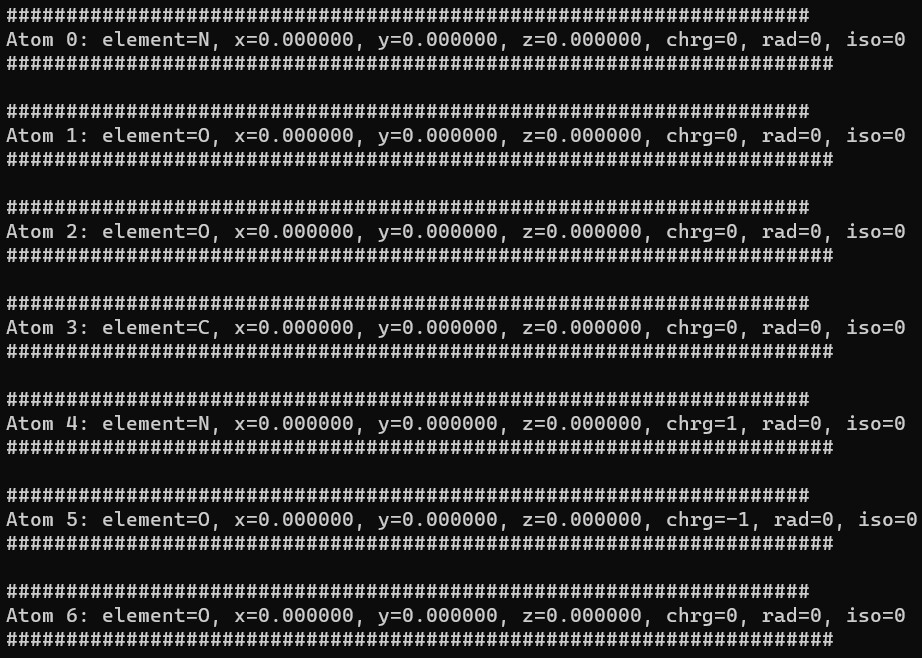 ###################################################################
Atom 0: element=N, x=0.000000, y=0.000000, z=0.000000, chrg=0, rad=0, iso=0
#####################################################################
###################################################################
Atom 1: element=O, x=0.000000, y=0.000000, z=0.000000, chrg=0, rad=0, iso=0
#####################################################################
###################################################################
Atom 2: element=O, x=0.000000, y=0.000000, z=0.000000, chrg=0, rad=0, iso=0
#####################################################################
###################################################################
Atom 3: element=C, x=0.000000, y=0.000000, z=0.000000, chrg=0, rad=0, iso=0
#####################################################################
###################################################################
Atom 4: element=N, x=0.000000, y=0.000000, z=0.000000, chrg=1, rad=0, iso=0
#####################################################################
###################################################################
Atom 5: element=O, x=0.000000, y=0.000000, z=0.000000, chrg=-1, rad=0, iso=0
#####################################################################
###################################################################
Atom 6: element=O, x=0.000000, y=0.000000, z=0.000000, chrg=0, rad=0, iso=0
#####################################################################